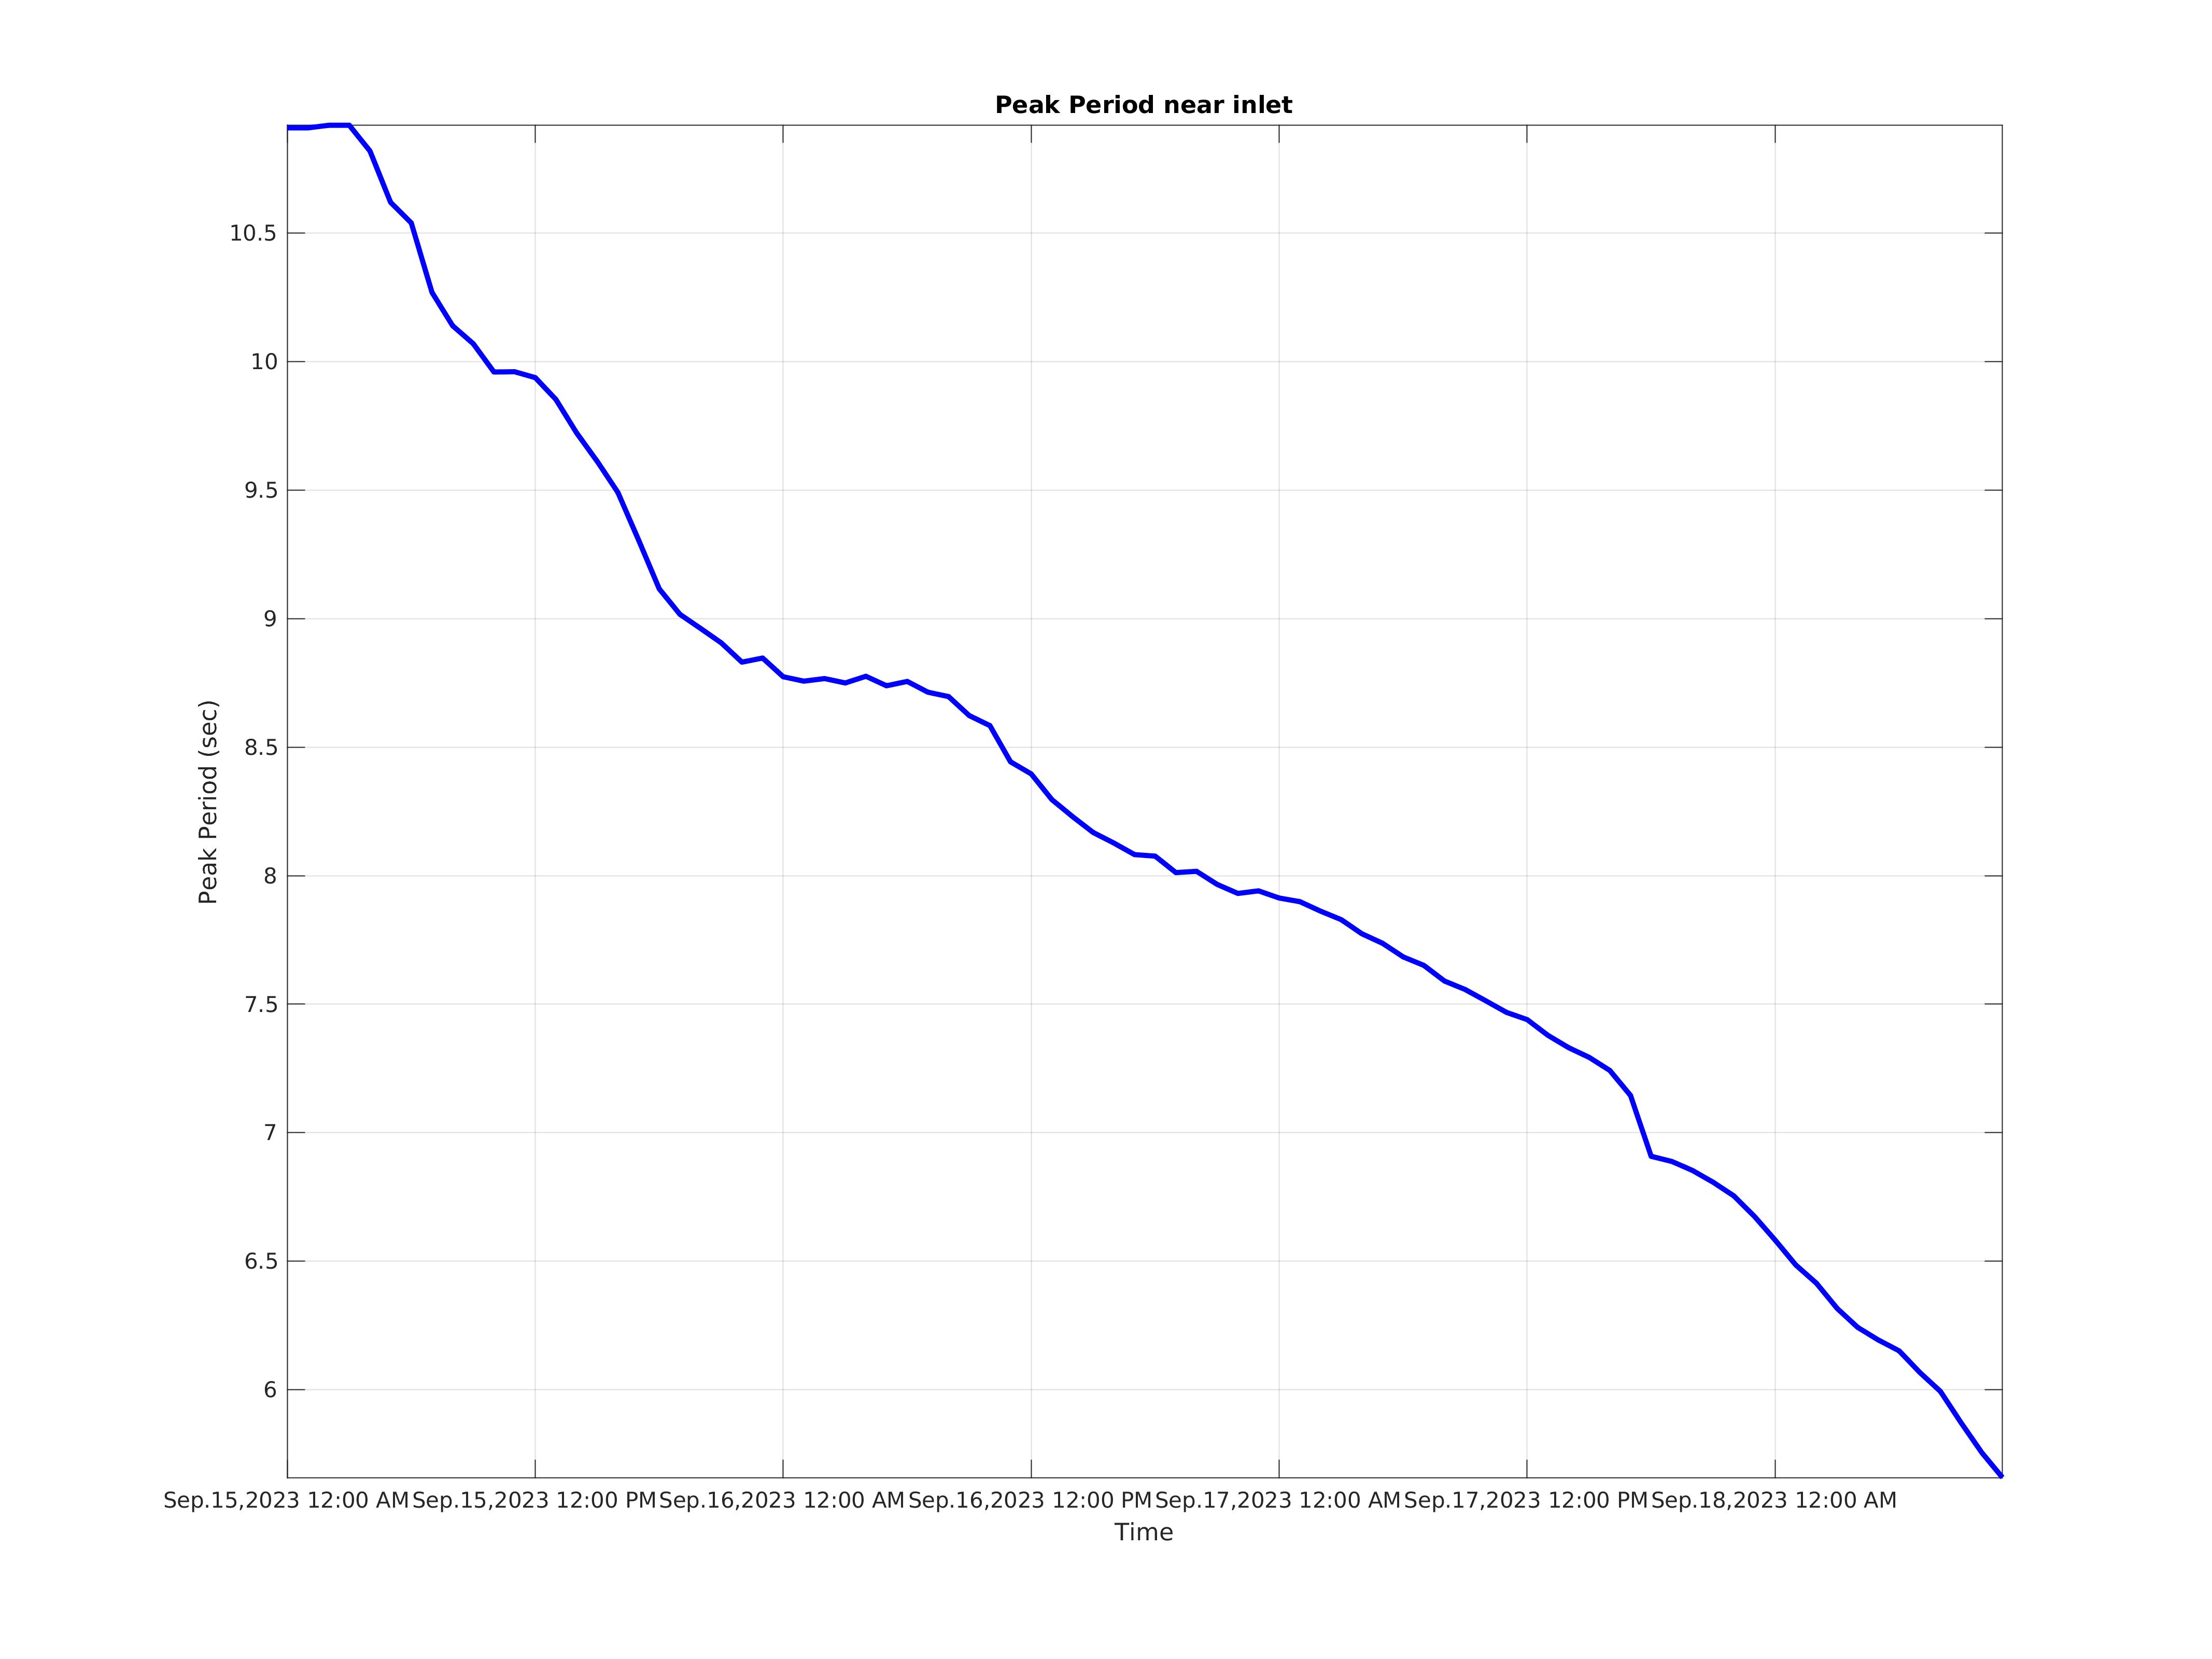 Peak Period near inlet
10.5
10
9.5
9
8.5
8
7.5
7
6.5
6
Peak Period (sec)
Sep.15,2023 12:00 AM Sep.15,2023 12:00 PM Sep.16,2023 12:00 AM Sep.16,2023 12:00 PM Sep.17,2023 12:00 AM Sep.17,2023 12:00 PM Sep.18,2023 12:00 AM
Time